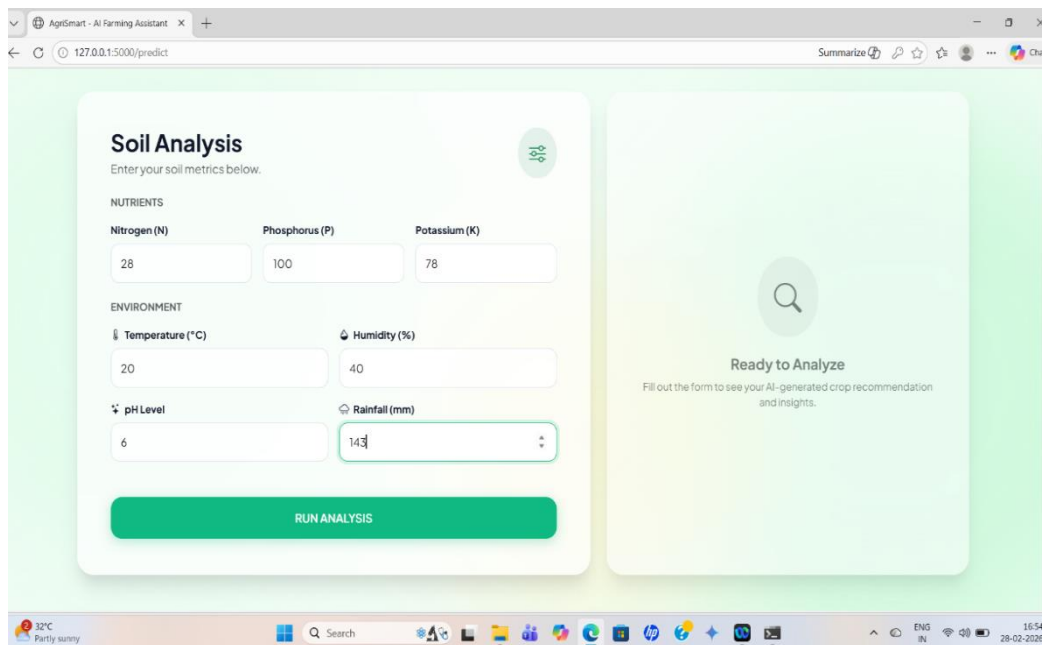 AgriSmart - AI Farming Assistant
127.0.0.1:5000/predict
Summarize
Soil Analysis
Enter your soil metrics below.
NUTRIENTS
Nitrogen (N) Phosphorus (P) Potassium (K)
28 100 78
ENVIRONMENT
Temperature (°C) Humidity (%)
20 40
pH Level Rainfall (mm)
6 143
RUN ANALYSIS
Ready to Analyze
Fill out the form to see your AI-generated crop recommendation
and insights.
2
32°C
Partly sunny
Search
ENG
IN
16:54
28-02-2026